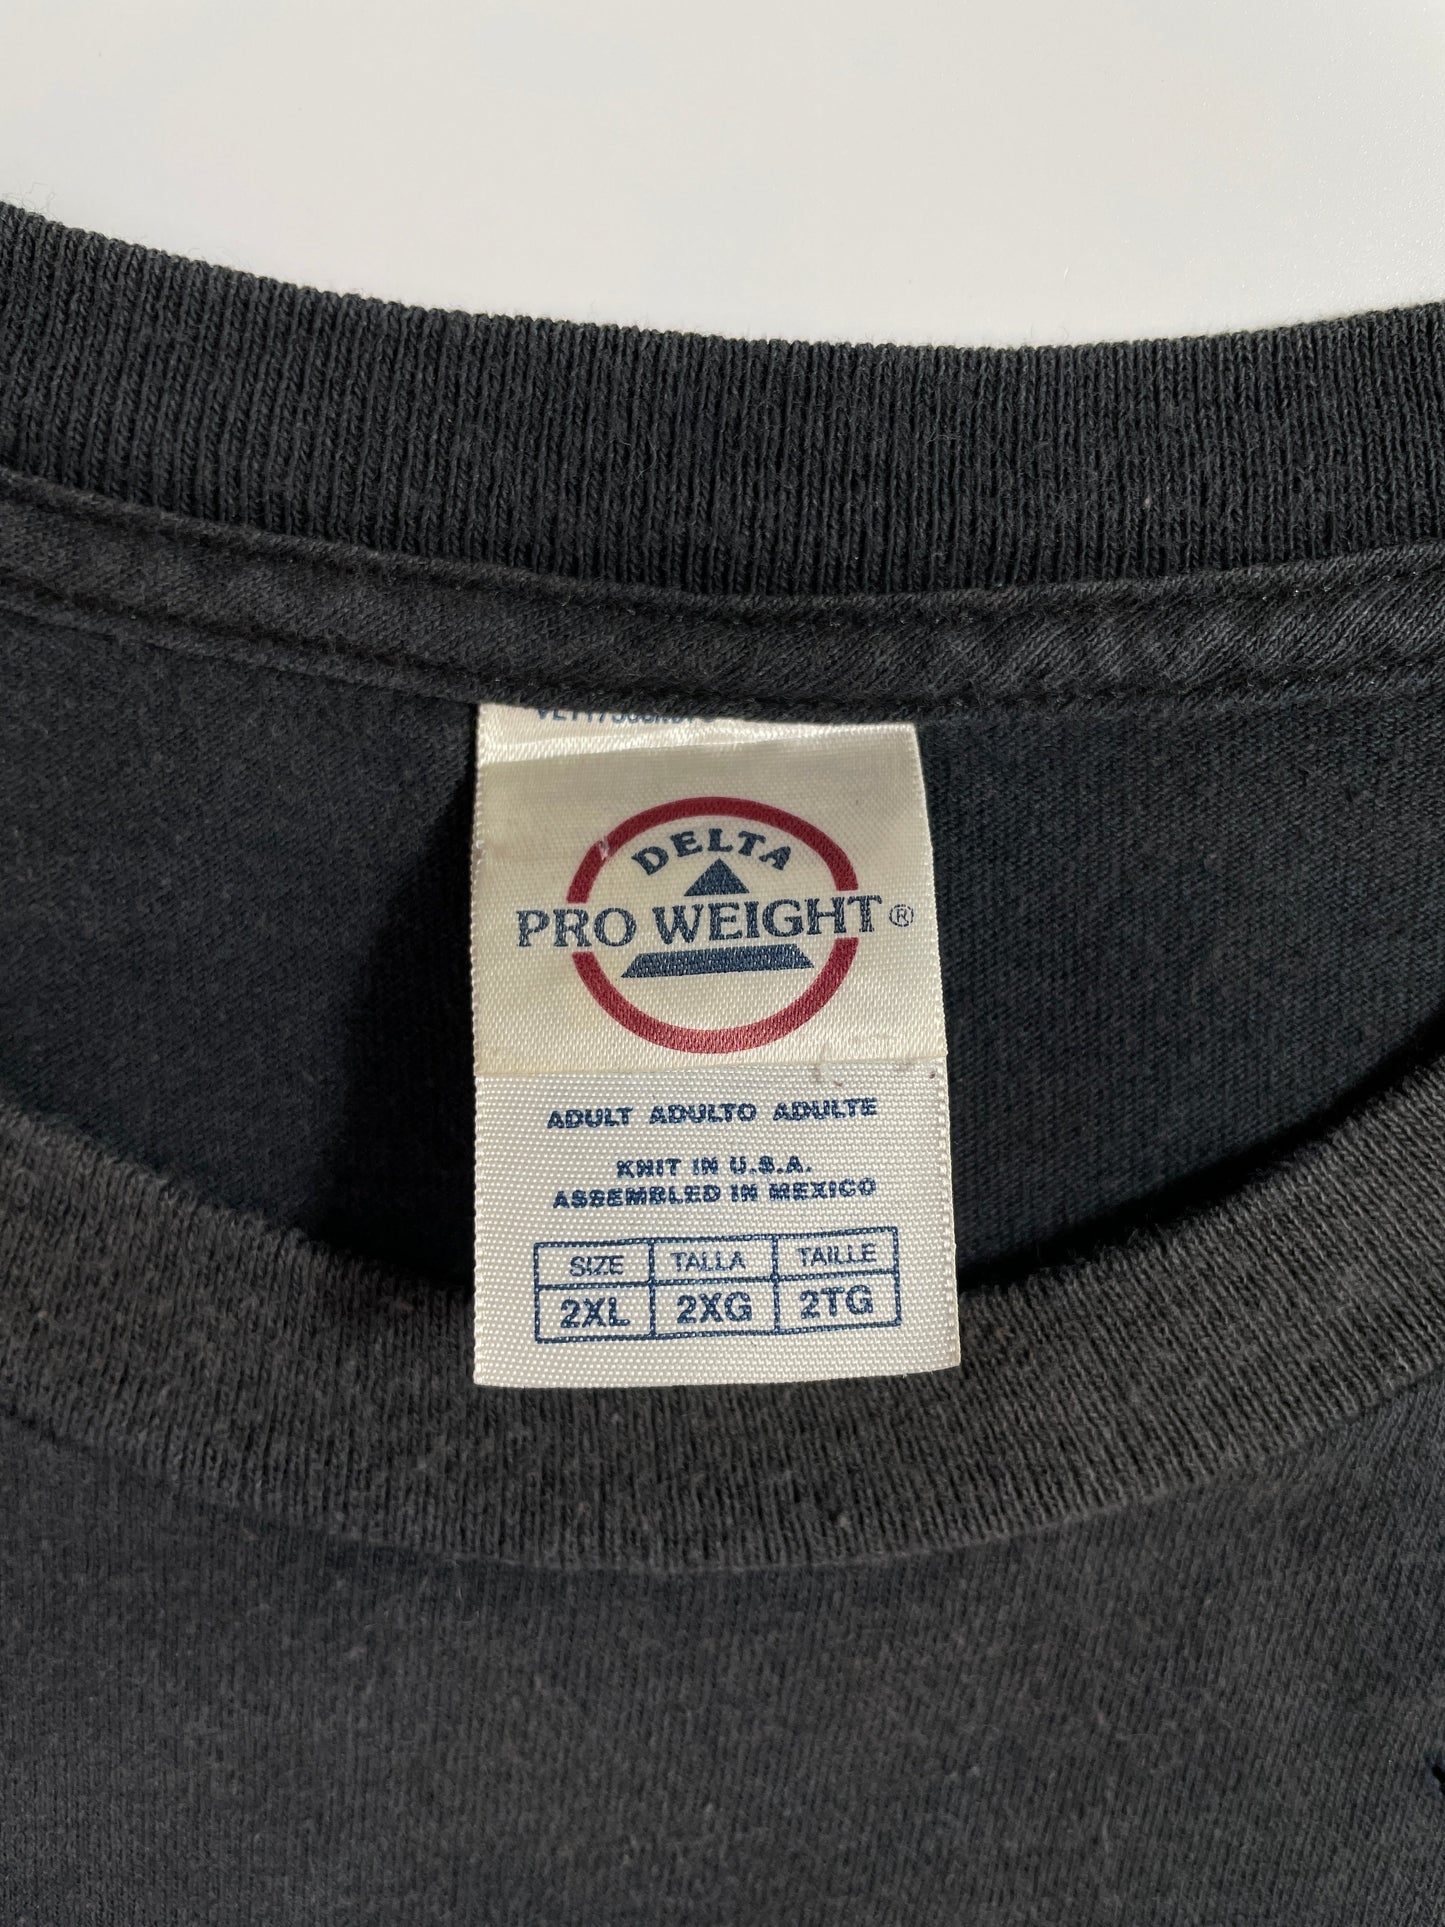 DELTA
PRO WEIGHT®
ADULT ADULTO ADULTE
KNIT IN U.S.A.
ASSEMBLED IN MEXICO
SIZE TALLA TAILLE
2XL 2XG 2TG